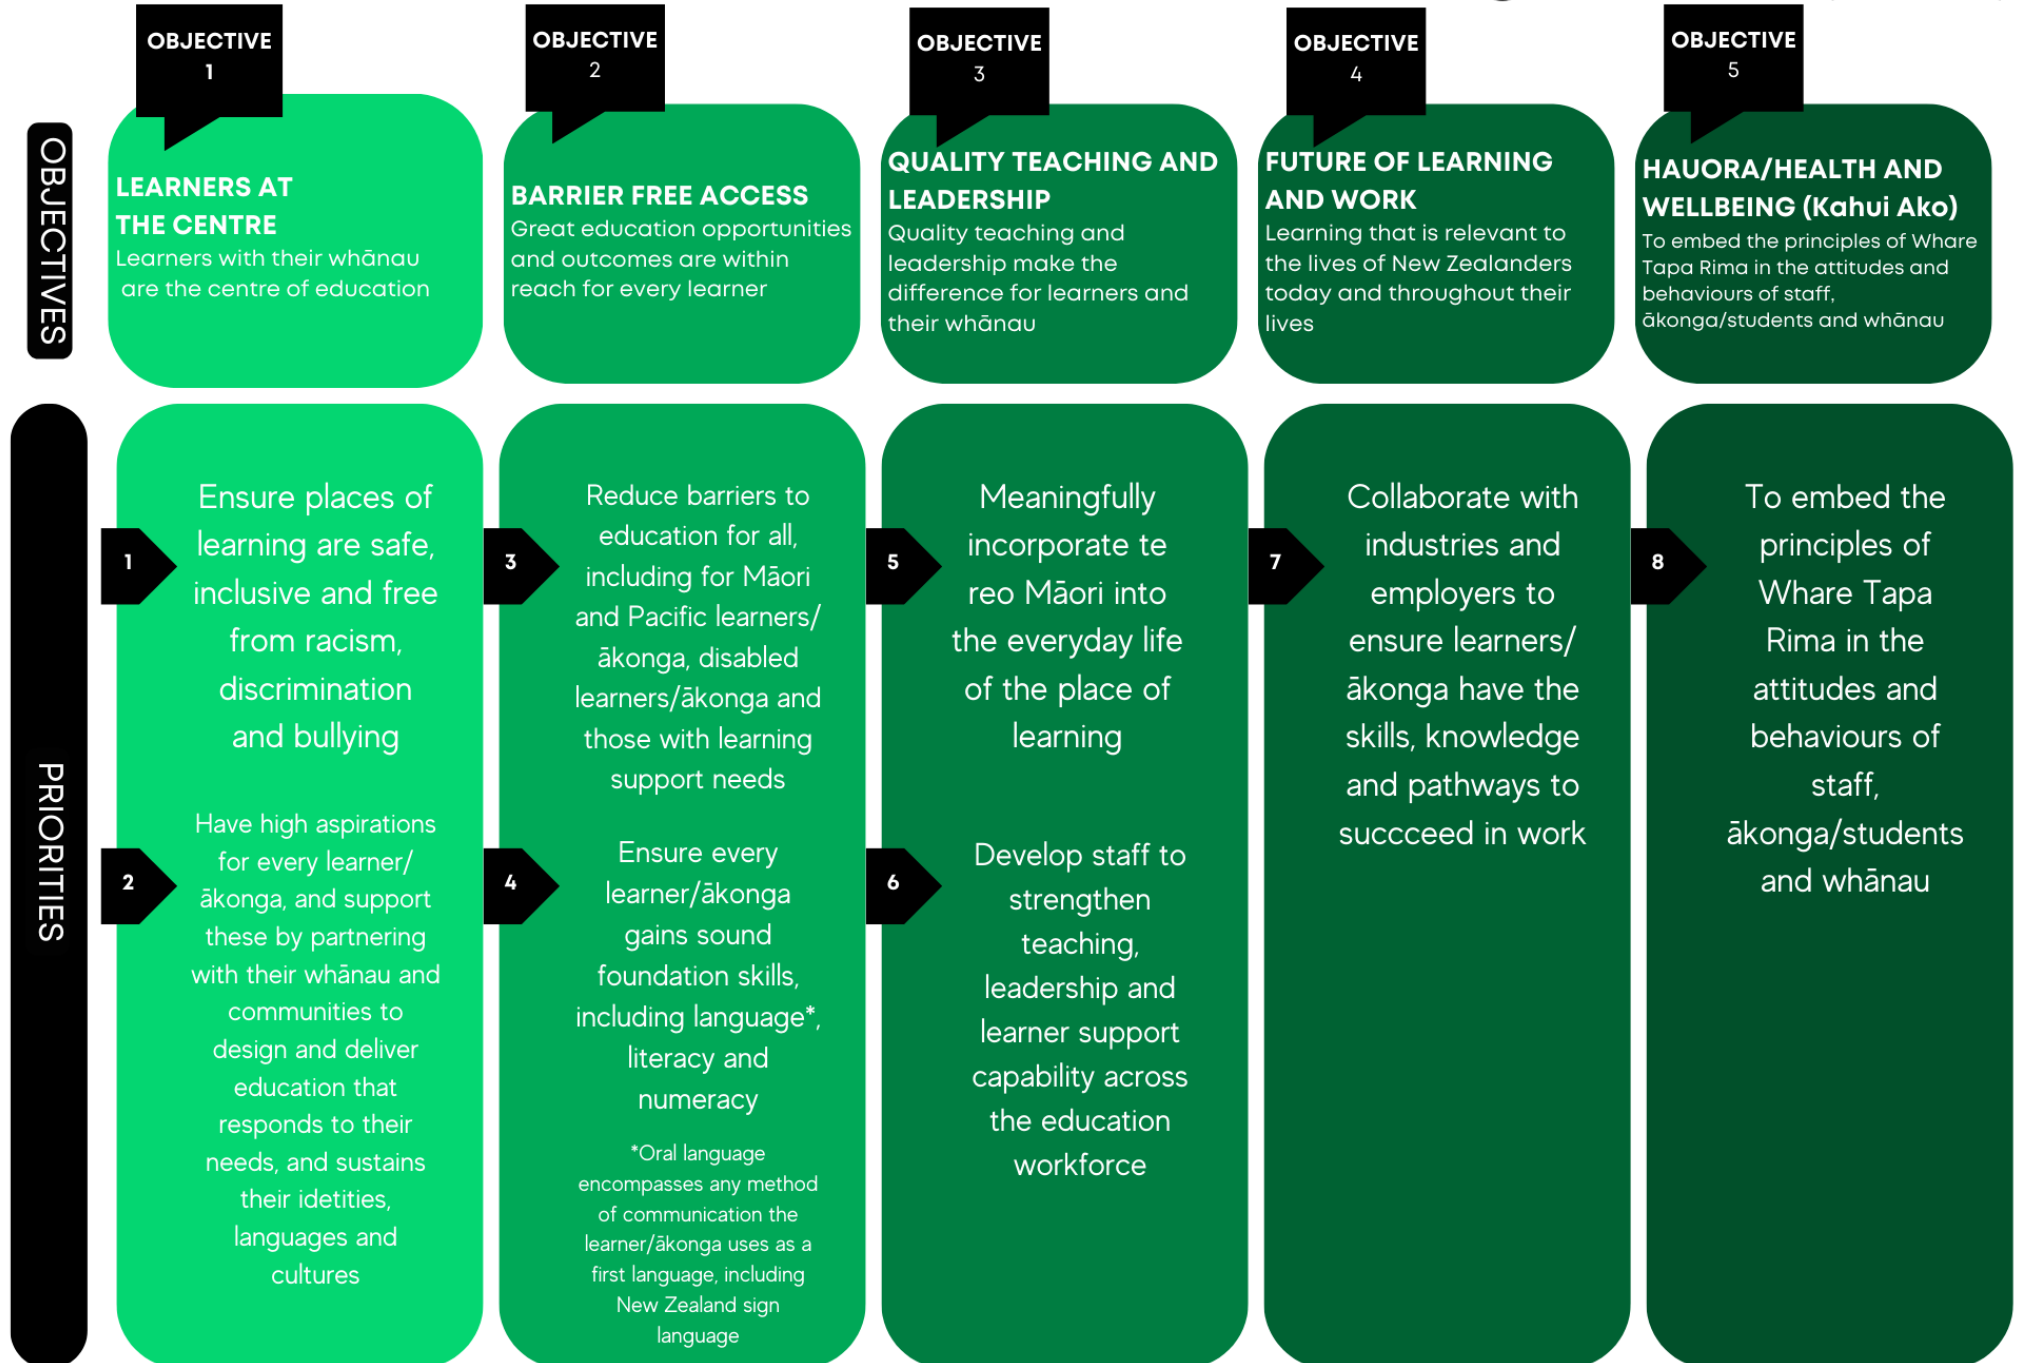 OBJECTIVES
OBJECTIVE
1
LEARNERS AT
THE CENTRE
Learners with their whānau
are the centre of education
OBJECTIVE
2
BARRIER FREE ACCESS
Great education opportunities
and outcomes are within
reach for every learner
OBJECTIVE
3
QUALITY TEACHING AND
LEADERSHIP
Quality teaching and
leadership make the
difference for learners and
their whānau
OBJECTIVE
4
FUTURE OF LEARNING
AND WORK
Learning that is relevant to
the lives of New Zealanders
today and throughout their
lives
OBJECTIVE
5
HAUORA/HEALTH AND
WELLBEING (Kahui Ako)
To embed the principles of Whare
Tapa Rima in the attitudes and
behaviours of staff,
ākonga/students and whānau
PRIORITIES
1
Ensure places of
learning are safe,
inclusive and free
from racism,
discrimination
and bullying
2
Have high aspirations
for every learner/
ākonga, and support
these by partnering
with their whānau and
communities to
design and deliver
education that
responds to their
needs, and sustains
their idetities,
languages and
cultures
3
Reduce barriers to
education for all,
including for Māori
and Pacific learners/
ākonga, disabled
learners/ākonga and
those with learning
support needs
4
Ensure every
learner/ākonga
gains sound
foundation skills,
including language*,
literacy and
numeracy
*Oral language
encompasses any method
of communication the
learner/ākonga uses as a
first language, including
New Zealand sign
language
5
Meaningfully
incorporate te
reo Māori into
the everyday life
of the place of
learning
6
Develop staff to
strengthen
teaching,
leadership and
learner support
capability across
the education
workforce
7
Collaborate with
industries and
employers to
ensure learners/
ākonga have the
skills, knowledge
and pathways to
succceed in work
8
To embed the
principles of
Whare Tapa
Rima in the
attitudes and
behaviours of
staff,
ākonga/students
and whānau